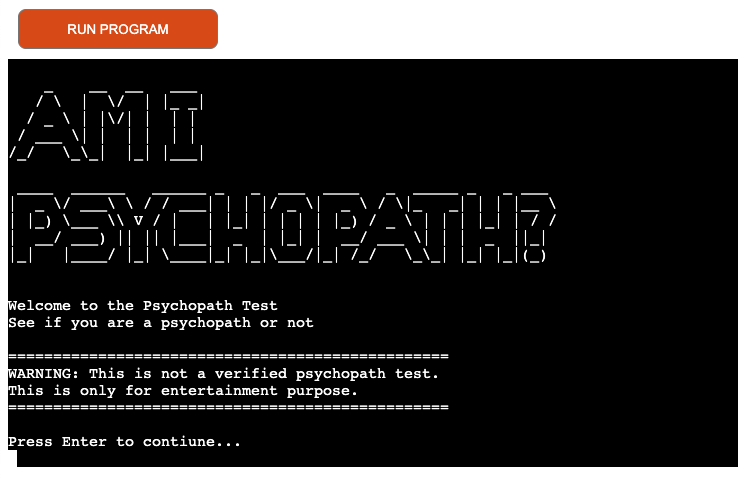 RUN PROGRAM
AM I
PSYCHOPATH?
Welcome to the Psychopath Test
See if you are a psychopath or not
=================================================
WARNING: This is not a verified psychopath test.
This is only for entertainment purpose.
=================================================
Press Enter to contiune...